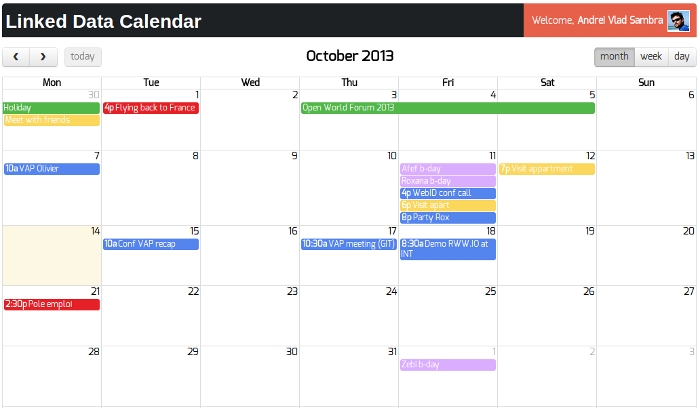 Linked Data Calendar
Welcome, Andrei Vlad Sambra
today
October 2013
month week day
Mon Tue Wed Thu Fri Sat Sun
30 1 2 3 4 5 6
Holiday 4p Flying back to France Open World Forum 2013
Meet with friends
7 8 9 10 11 12 13
10a VAP Olivier Afef b-day 7p Visit appartment
Roxana b-day
4p WebID conf call
6p Visit apart
8p Party Rox
14 15 16 17 18 19 20
10a Conf VAP recap 10:30a VAP meeting (GIT) 8:30a Demo RWW.IO at
INT
21 22 23 24 25 26 27
2:30p Pole emploi
28 29 30 31 1 2 3
Zebi b-day